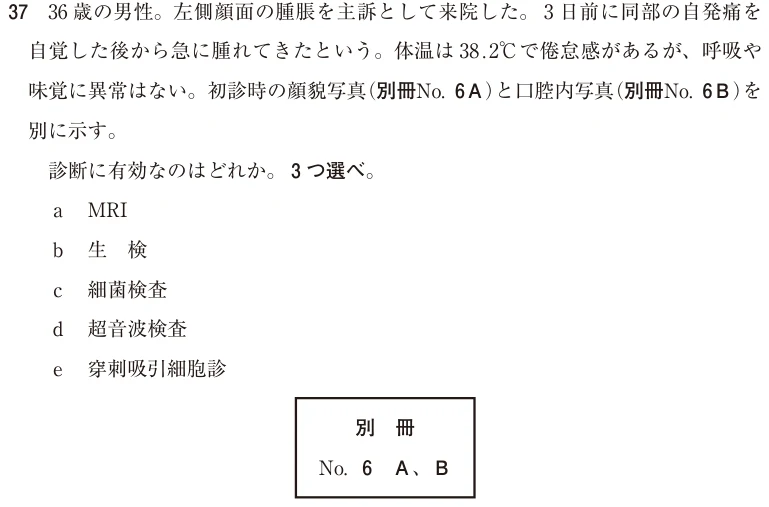 37 36歳の男性。左側顔面の腫脹を主訴として来院した。3日前に同部の自発痛を
自覚した後から急に腫れてきたという。体温は38.2℃で倦怠感があるが、呼吸や
味覚に異常はない。初診時の顔貌写真(別冊No. 6A)と口腔内写真(別冊No. 6B)を
別に示す。
診断に有効なのはどれか。3つ選べ。
a MRI
b 生 検
c 細菌検査
d 超音波検査
e 穿刺吸引細胞診
別 冊
No. 6 A、B